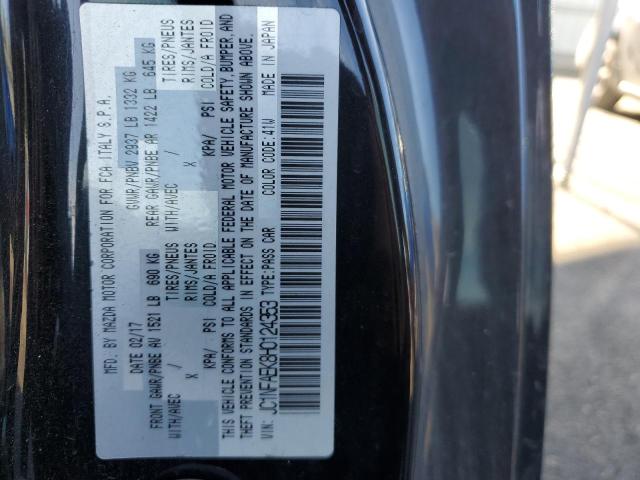 MFD. BY MAZDA MOTOR CORPORATION FOR FCA ITALY S.P.A.
DATE: 02/17 GVWR/PNBV 2937 LB 1332 KG
FRONT GAWR/PNBE AV 1521 LB 690 KG REAR GAWR/PNBE AR 1422 LB 645 KG
WITH/AVEC TIRES/PNEUS WITH/AVEC TIRES/PNEUS
X RIMS/JANTES X RIMS/JANTES
KPA/ PSI COLD/A FROID KPA/ PSI COLD/A FROID
THIS VEHICLE CONFORMS TO ALL APPLICABLE FEDERAL MOTOR VEHICLE SAFETY, BUMPER, AND
THEFT PREVENTION STANDARDS IN EFFECT ON THE DATE OF MANUFACTURE SHOWN ABOVE.
VIN: JC1NFAEK8H0124353 TYPE:PASS CAR COLOR CODE:41W MADE IN JAPAN